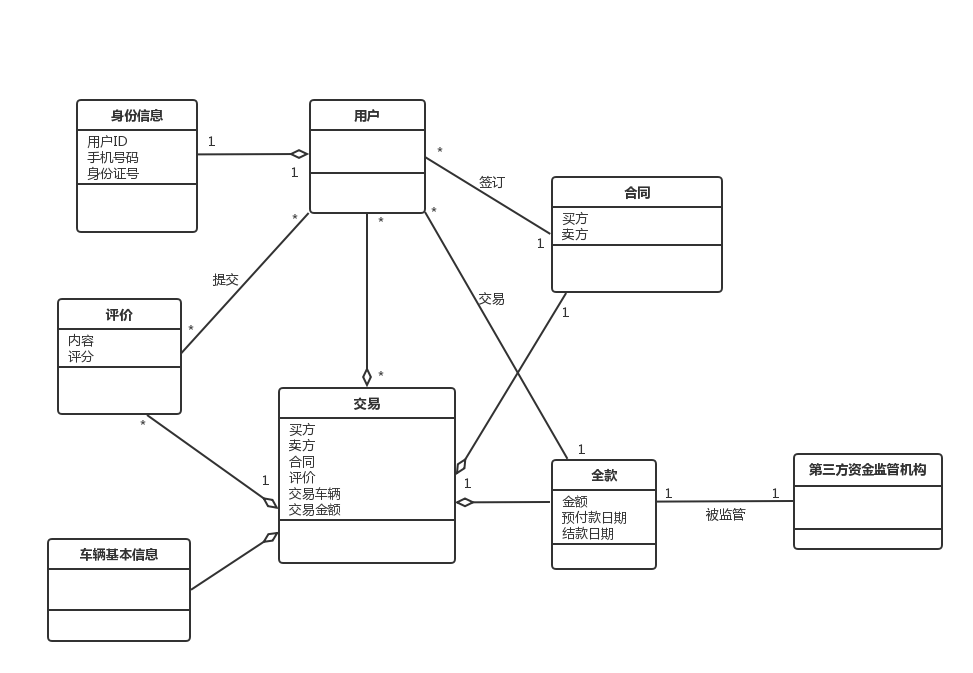 身份信息
用户ID
手机号码
身份证号
1
1
用户
*
签订
1
合同
买方
卖方
*
*
*
提交
*
交易
1
评价
内容
评分
*
*
交易
买方
卖方
合同
评价
交易车辆
交易金额
1
1
1
全款
金额
预付款日期
结款日期
1
1
被监管
第三方资金监管机构
车辆基本信息